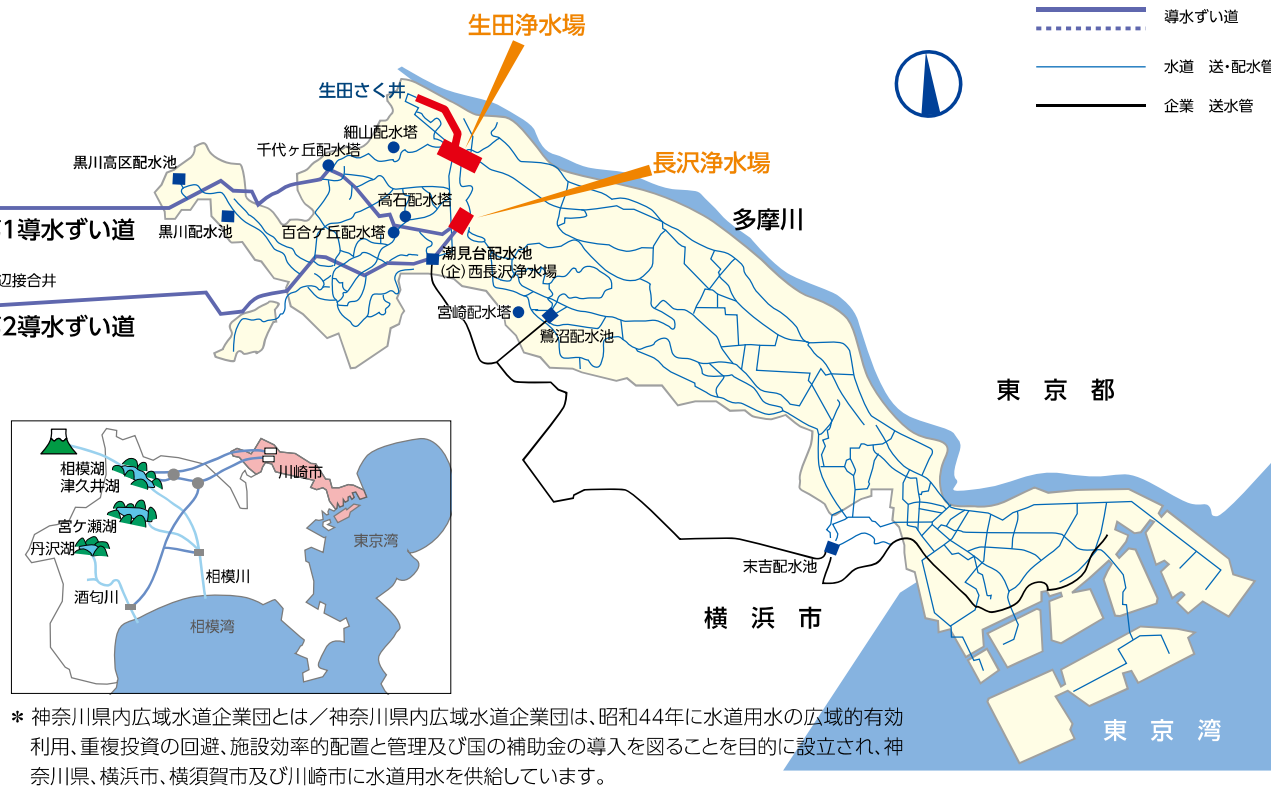 生田浄水場
導水ずい道
水道　送・配水管
企業　送水管
生田さく井
細山配水塔
千代ヶ丘配水塔
黒川高区配水池
長沢浄水場
高石配水塔
多摩川
1導水ずい道
黒川配水池
百合ケ丘配水塔
潮見台配水池
(企)西長沢浄水場
辺接合井
宮崎配水塔
2導水ずい道
鷺沼配水池
東京都
相模湖
津久井湖
川崎市
宮ケ瀬湖
東京湾
丹沢湖
相模川
酒匂川
相模湾
末吉配水池
横浜市
東京湾
＊ 神奈川県内広域水道企業団とは／神奈川県内広域水道企業団は、昭和44年に水道用水の広域的有効
利用、重複投資の回避、施設効率的配置と管理及び国の補助金の導入を図ることを目的に設立され、神
奈川県、横浜市、横須賀市及び川崎市に水道用水を供給しています。